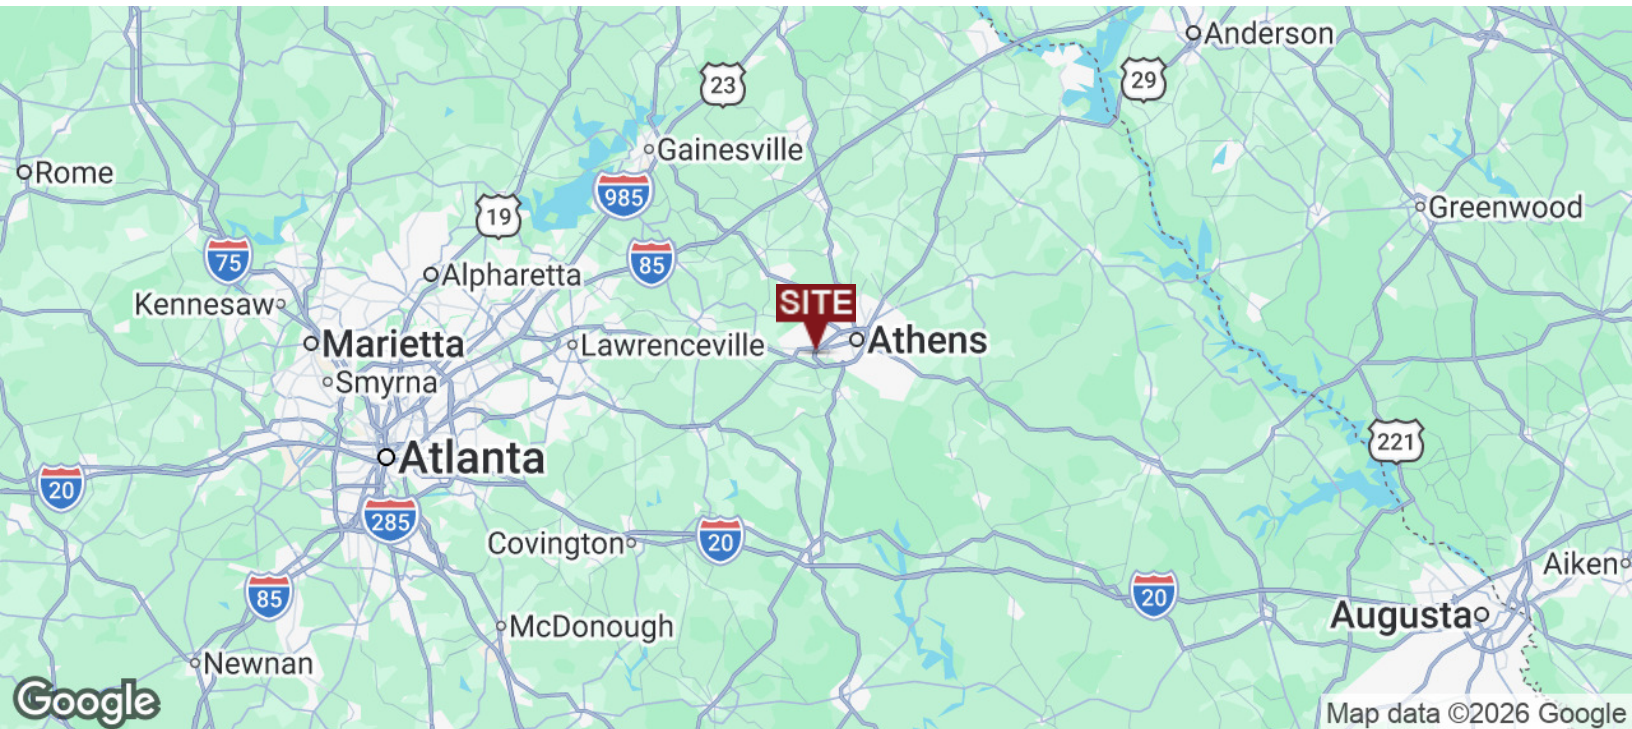 Anderson
23
29
Gainesville
Rome
985
19
Greenwood
75
85
Alpharetta
Kennesaw
SITE
Marietta
Lawrenceville
Athens
Smyrna
221
Atlanta
20
285
Covington
20
Aiken
85
20
Augusta
McDonough
Newnan
Google
Map data ©2026 Google